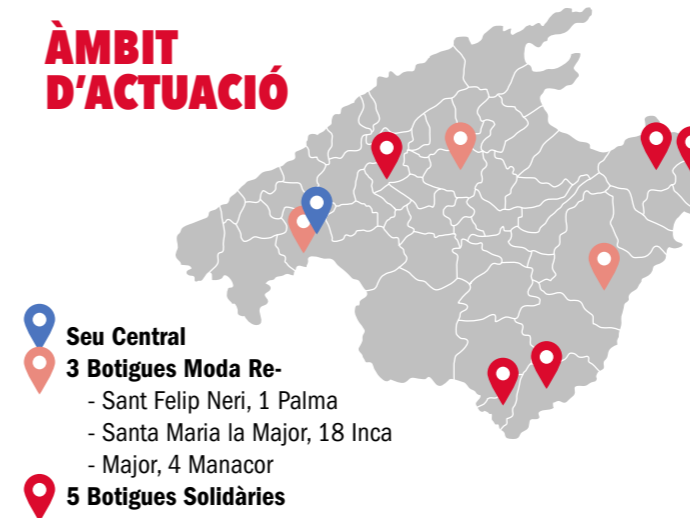 ÀMBIT
D'ACTUACIÓ
Seu Central
3 Botigues Moda Re-
- Sant Felip Neri, 1 Palma
- Santa Maria la Major, 18 Inca
- Major, 4 Manacor
5 Botigues Solidàries